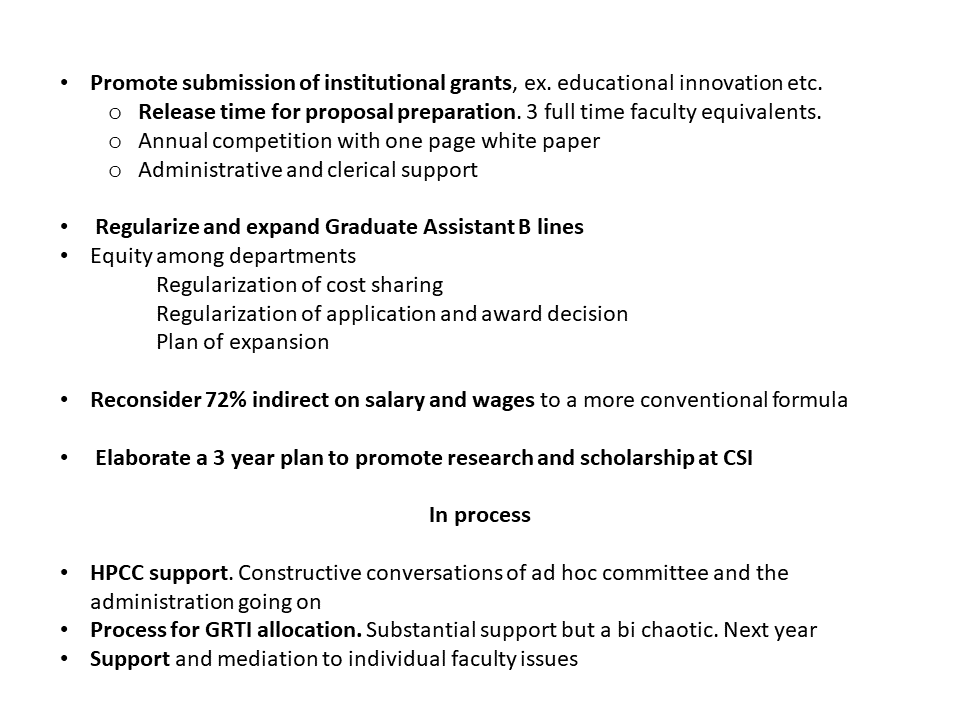 • Promote submission of institutional grants, ex. educational innovation etc.
o Release time for proposal preparation. 3 full time faculty equivalents.
o Annual competition with one page white paper
o Administrative and clerical support
• Regularize and expand Graduate Assistant B lines
• Equity among departments
Regularization of cost sharing
Regularization of application and award decision
Plan of expansion
• Reconsider 72% indirect on salary and wages to a more conventional formula
• Elaborate a 3 year plan to promote research and scholarship at CSI
In process
• HPCC support. Constructive conversations of ad hoc committee and the
administration going on
• Process for GRTI allocation. Substantial support but a bi chaotic. Next year
• Support and mediation to individual faculty issues